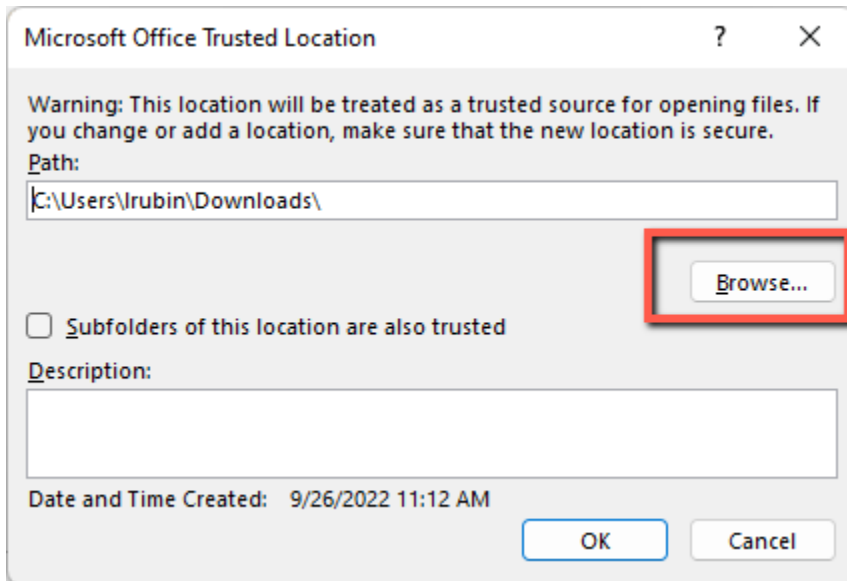 Microsoft Office Trusted Location ?
Warning: This location will be treated as a trusted source for opening files. If
you change or add a location, make sure that the new location is secure.
Path:
C:\Users\lrubin\Downloads\
Browse...
Subfolders of this location are also trusted
Description:
Date and Time Created: 9/26/2022 11:12 AM
OK Cancel